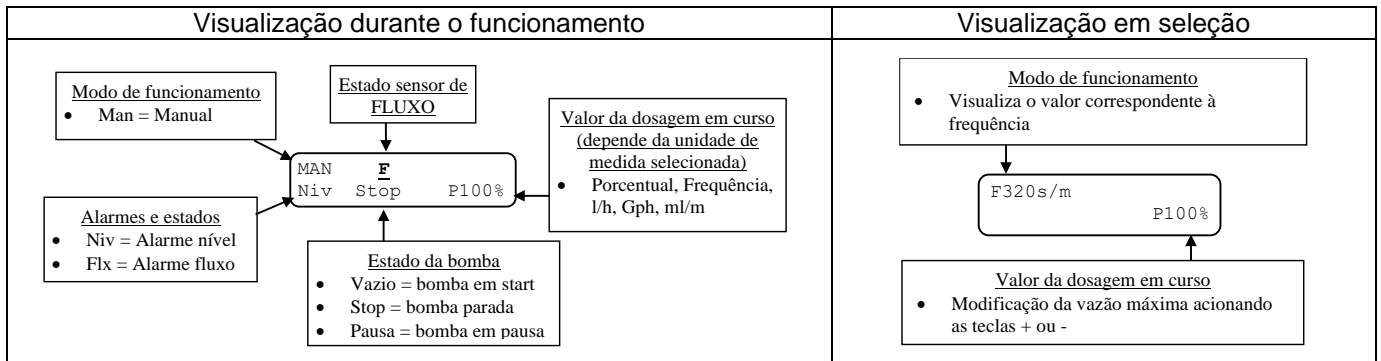 Visualização durante o funcionamento
Visualização em seleção
Modo de funcionamento
• Man = Manual
Estado sensor de
FLUXO
Valor da dosagem em curso
(depende da unidade de
medida selecionada)
• Porcentual, Frequência,
l/h, Gph, ml/m
MAN F
Niv Stop P100%
Alarmes e estados
• Niv = Alarme nível
• Flx = Alarme fluxo
Estado da bomba
• Vazio = bomba em start
• Stop = bomba parada
• Pausa = bomba em pausa
Modo de funcionamento
• Visualiza o valor correspondente à
frequência
F320s/m
P100%
Valor da dosagem em curso
• Modificação da vazão máxima acionando
as teclas + ou -